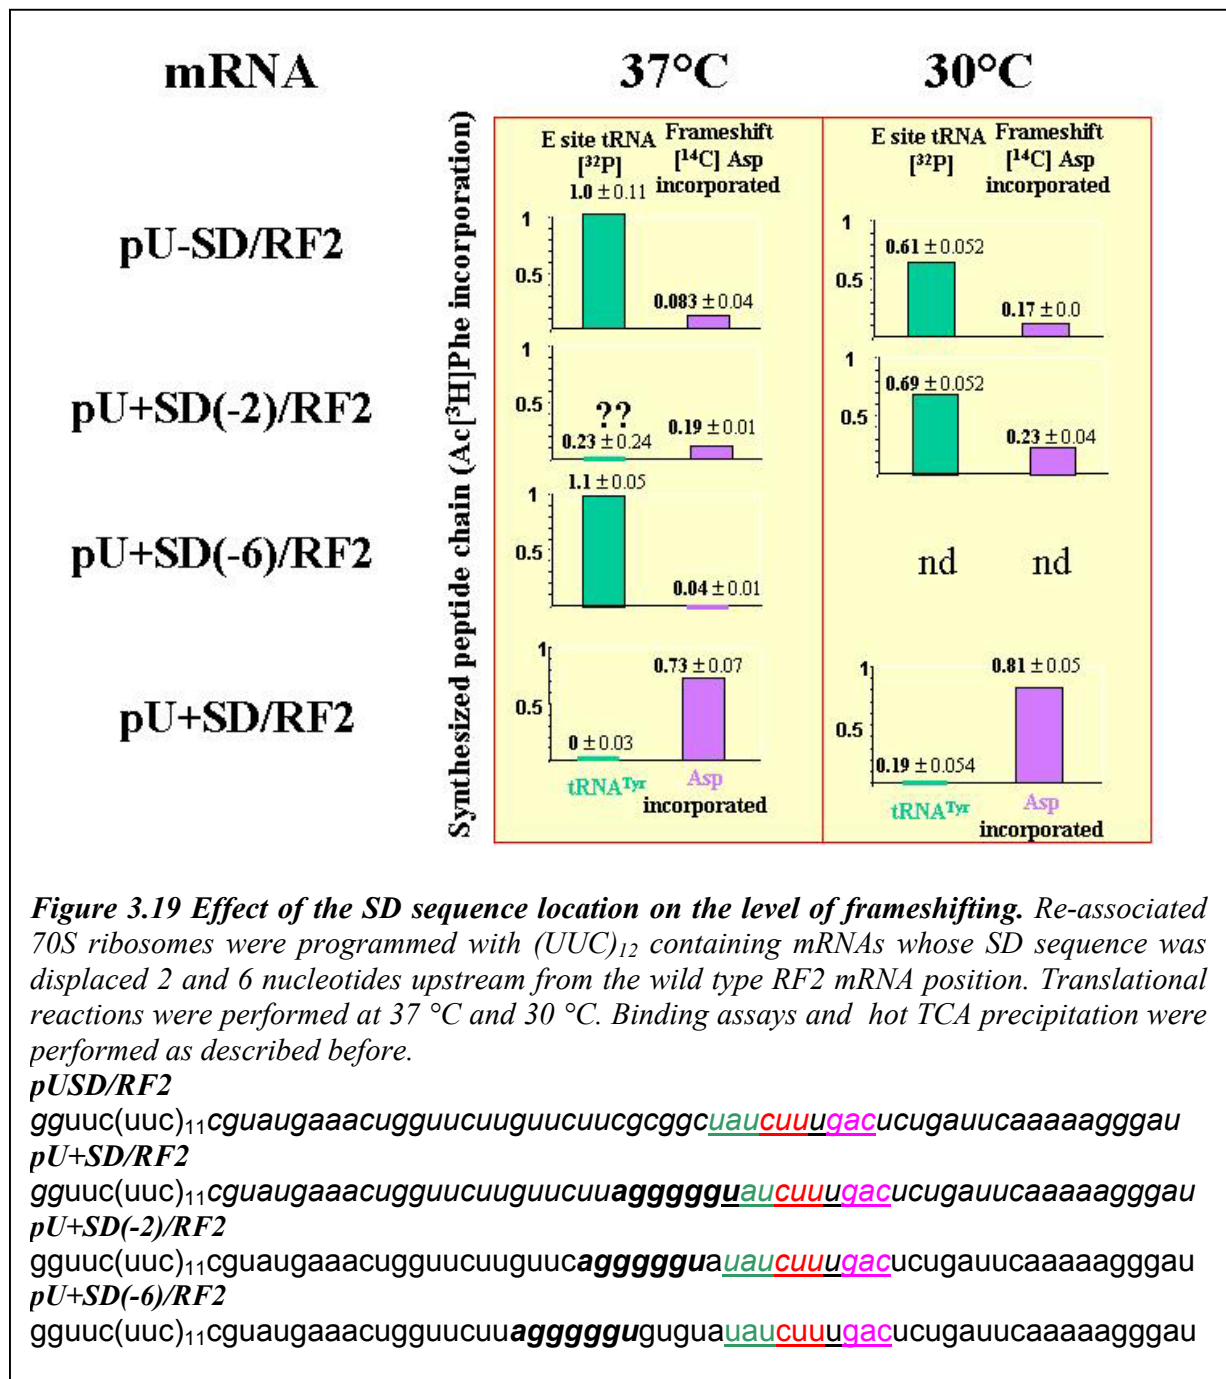 mRNA 37°C 30°C
Synthesized peptide chain (Ac[³H]Phe incorporation)
E site tRNA Frameshift E site tRNA Frameshift
[³²P] [¹⁴C] Asp [³²P] [¹⁴C] Asp
incorporated incorporated
pU-SD/RF2
1.0 ± 0.11
1
0.5
0.083 ± 0.04
1
0.61 ± 0.052
0.5
0.17 ± 0.0
pU+SD(-2)/RF2
1
0.5
??
0.23 ± 0.24
0.19 ± 0.01
1
0.69 ± 0.052
0.5
0.23 ± 0.04
pU+SD(-6)/RF2
1.1 ± 0.05
1
0.5
0.04 ± 0.01
nd nd
pU+SD/RF2
1
0.5
0 ± 0.03
0.73 ± 0.07
tRNAᵀʸʳ Asp
incorporated
1
0.5
0.19 ± 0.054
0.81 ± 0.05
tRNAᵀʸʳ Asp
incorporated
Figure 3.19 Effect of the SD sequence location on the level of frameshifting. Re-associated
70S ribosomes were programmed with (UUC)₁₂ containing mRNAs whose SD sequence was
displaced 2 and 6 nucleotides upstream from the wild type RF2 mRNA position. Translational
reactions were performed at 37 °C and 30 °C. Binding assays and hot TCA precipitation were
performed as described before.
pUSD/RF2
gguuc(uuc)₁₁cguaugaaacugguucuuguucuucgcggcuaucuuugacucugauucaaaaagggau
pU+SD/RF2
gguuc(uuc)₁₁cguaugaaacugguucuuguucuuaggggguaucuuugacucugauucaaaaagggau
pU+SD(-2)/RF2
gguuc(uuc)₁₁cguaugaaacugguucuuguucaggggguauaucuuugacucugauucaaaaagggau
pU+SD(-6)/RF2
gguuc(uuc)₁₁cguaugaaacugguucuuaggggguguguauaucuuugacucugauucaaaaagggau